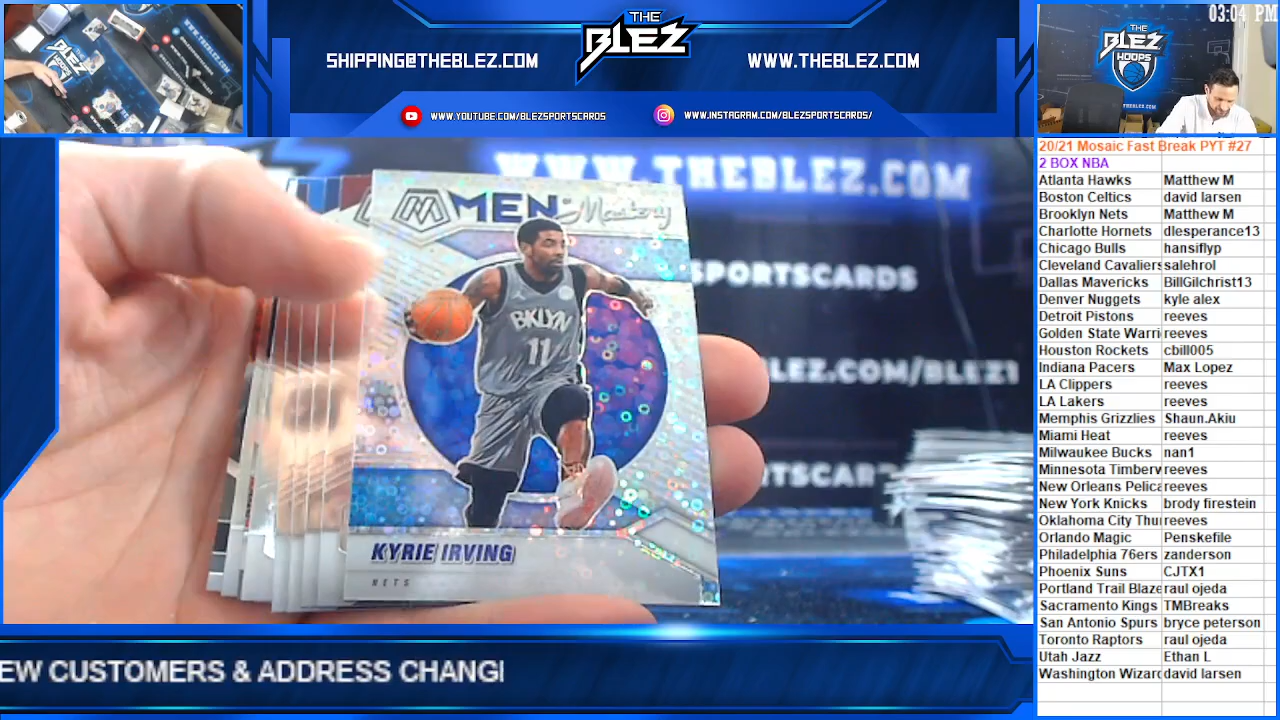 SHIPPING@THEBLEZ.COM
THE
BLEZ
WWW.THEBLEZ.COM
WWW.YOUTUBE.COM/BLEZSPORTSCARDS
WWW.INSTAGRAM.COM/BLEZSPORTSCARDS/
03:04 PM
THE
BLEZ
HOOPS
WWW.THEBLEZ.COM
SPORTSCARDS
LEZ.COM/BLEZ1
MEN of Mastery
BKLYN
11
KYRIE IRVING
NETS
20/21 Mosaic Fast Break PYT #27
2 BOX NBA
Atlanta Hawks Matthew M
Boston Celtics david larsen
Brooklyn Nets Matthew M
Charlotte Hornets dlesperance13
Chicago Bulls hansiflyp
Cleveland Cavaliers salehrol
Dallas Mavericks BillGilchrist13
Denver Nuggets kyle alex
Detroit Pistons reeves
Golden State Warri reeves
Houston Rockets cbill005
Indiana Pacers Max Lopez
LA Clippers reeves
LA Lakers reeves
Memphis Grizzlies Shaun.Akiu
Miami Heat reeves
Milwaukee Bucks nan1
Minnesota Timberw reeves
New Orleans Pelica reeves
New York Knicks brody firestein
Oklahoma City Thu reeves
Orlando Magic Penskefile
Philadelphia 76ers zanderson
Phoenix Suns CJTX1
Portland Trail Blaze raul ojeda
Sacramento Kings TMBreaks
San Antonio Spurs bryce peterson
Toronto Raptors raul ojeda
Utah Jazz Ethan L
Washington Wizard david larsen
EW CUSTOMERS & ADDRESS CHANGI